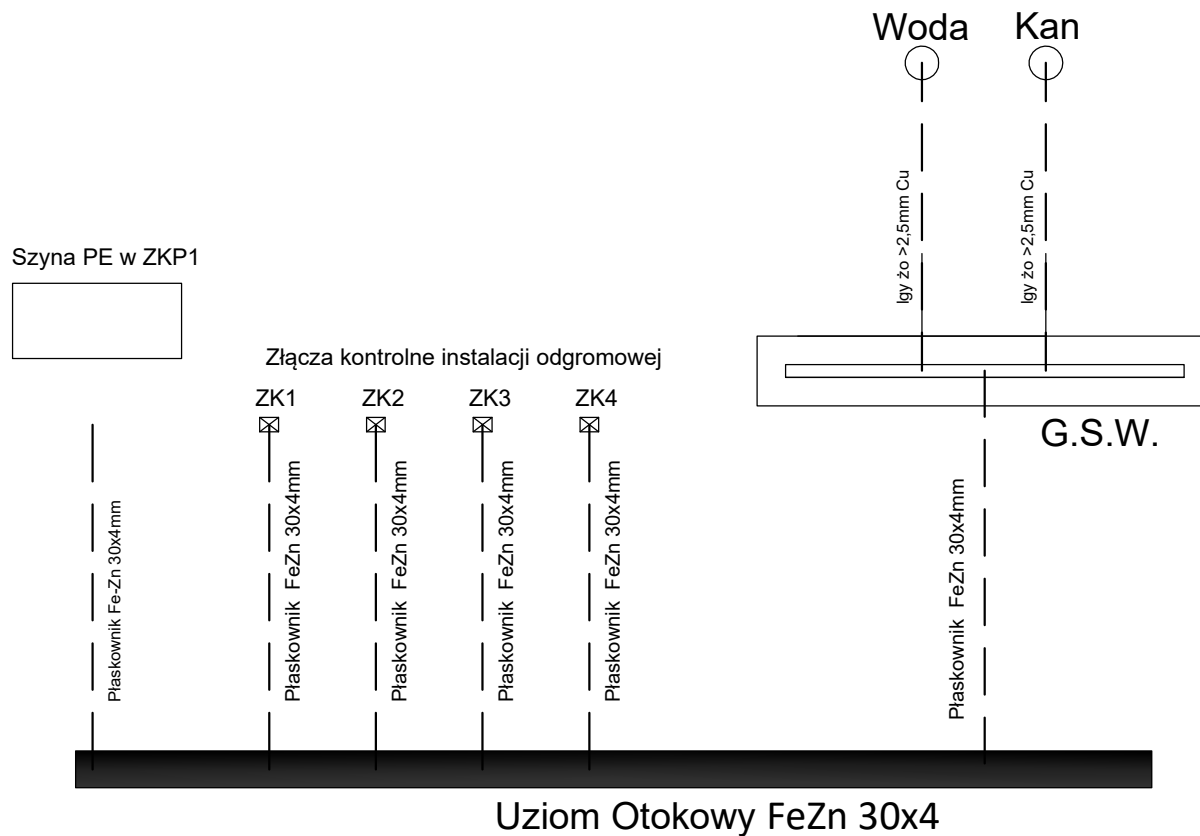 Woda
Kan
lgy żo >2,5mm Cu
lgy żo >2,5mm Cu
Szyna PE w ZKP1
Złącza kontrolne instalacji odgromowej
ZK1
ZK2
ZK3
ZK4
G.S.W.
Płaskownik Fe-Zn 30x4mm
Płaskownik FeZn 30x4mm
Płaskownik FeZn 30x4mm
Płaskownik FeZn 30x4mm
Płaskownik FeZn 30x4mm
Płaskownik FeZn 30x4mm
Uziom Otokowy FeZn 30x4